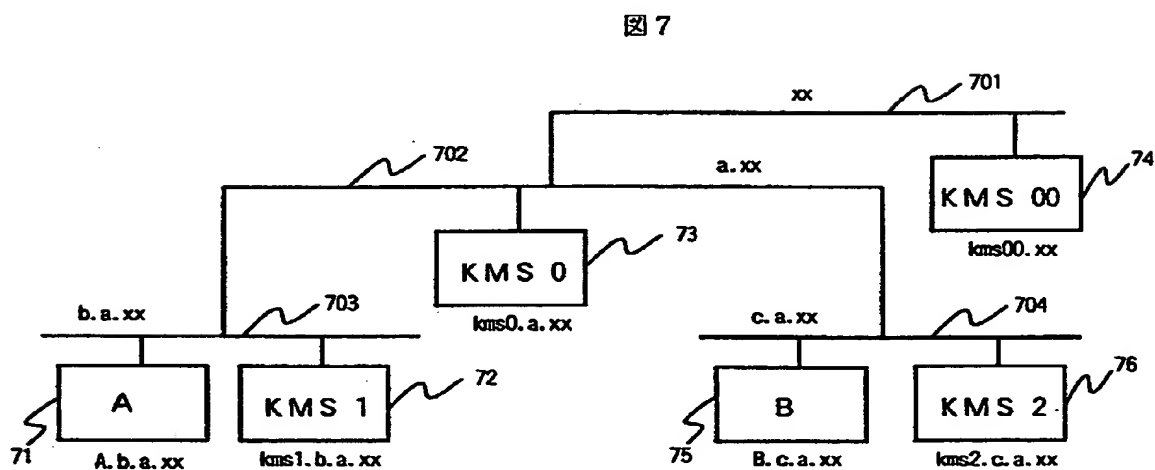 図7
xx
701
702
a.xx
74
KMS 00
kms00.xx
73
KMS 0
kms0.a.xx
b.a.xx
703
c.a.xx
704
A
KMS 1
72
B
KMS 2
76
71
A.b.a.xx
kms1.b.a.xx
75
B.c.a.xx
kms2.c.a.xx